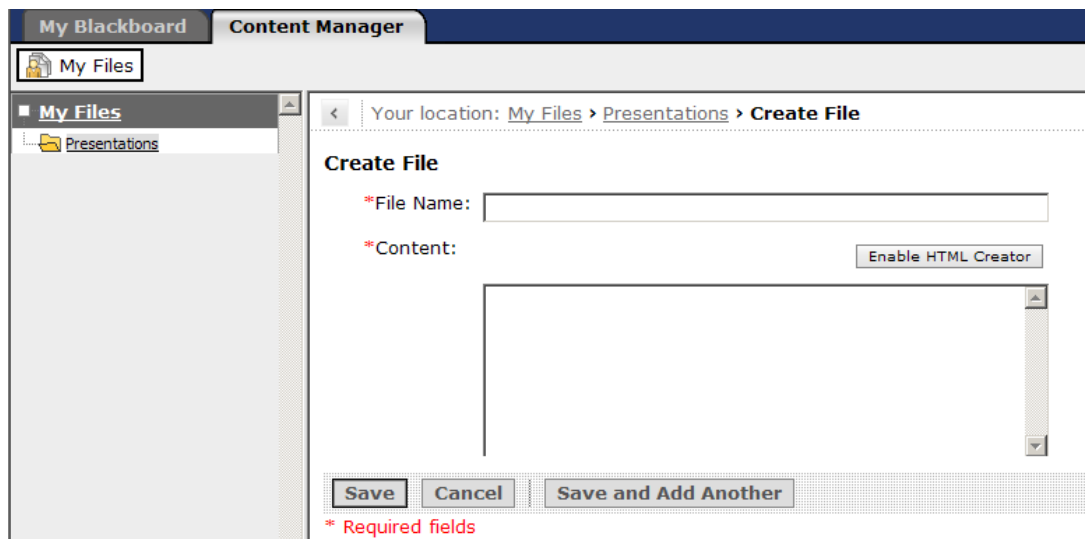 My Blackboard Content Manager
My Files
My Files
Presentations
Your location: My Files › Presentations › Create File
Create File
*File Name:
*Content:
Enable HTML Creator
Save Cancel Save and Add Another
* Required fields